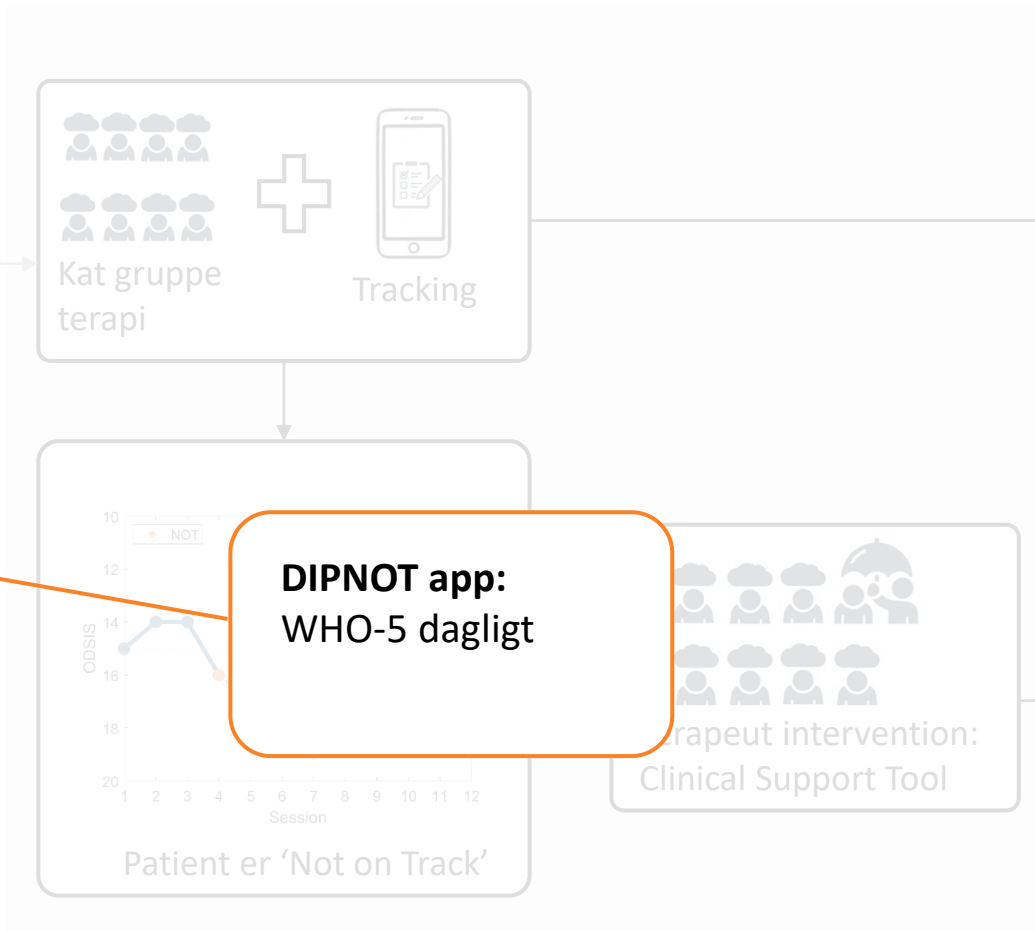 Kat gruppe
terapi
Tracking
10
12
14
16
18
20
NOT
ODSIS
1 2 3 4 5 6 7 8 9 10 11 12
Session
Patient er ‘Not on Track’
DIPNOT app:
WHO-5 dagligt
intervention:
Clinical Support Tool